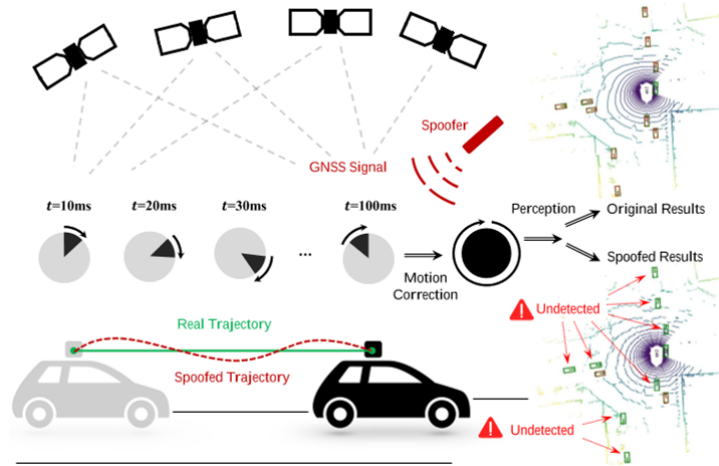 Spoofer
GNSS Signal
t=10ms
t=20ms
t=30ms
...
t=100ms
Perception
Original Results
Motion
Correction
Spoofed Results
Real Trajectory
Spoofed Trajectory
Undetected
Undetected